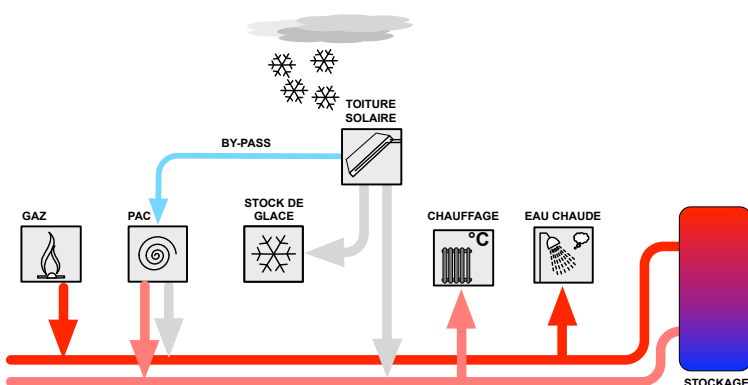 TOITURE
SOLAIRE
BY-PASS
GAZ
PAC
STOCK DE
GLACE
CHAUFFAGE
EAU CHAUDE
°C
STOCKAGE